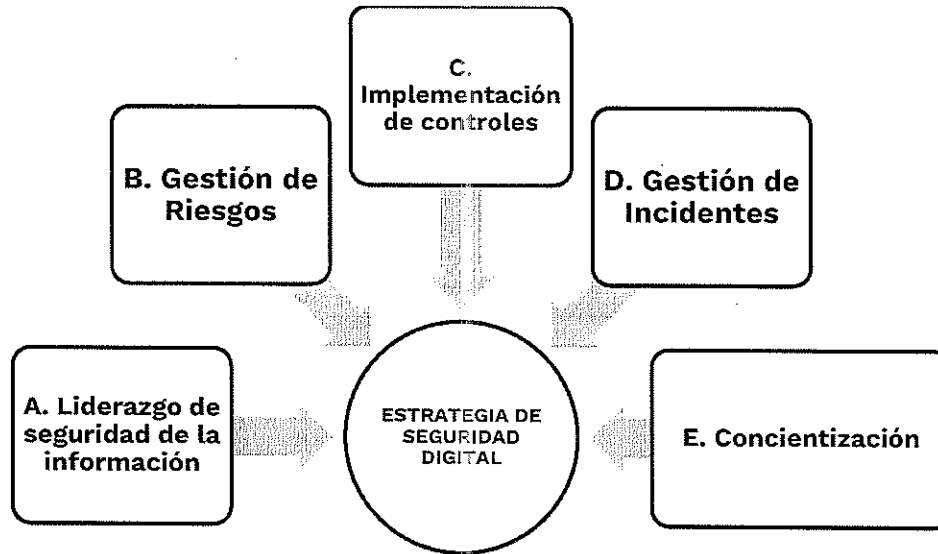 C.
Implementación
de controles
B. Gestión de
Riesgos
D. Gestión de
Incidentes
A. Liderazgo de
seguridad de la
información
ESTRATEGIA DE
SEGURIDAD
DIGITAL
E. Concientización